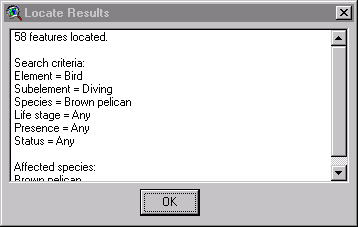 Locate Results
58 features located.
Search criteria:
Element = Bird
Subelement = Diving
Species = Brown pelican
Life stage = Any
Presence = Any
Status = Any
Affected species:
Brown pelican
OK